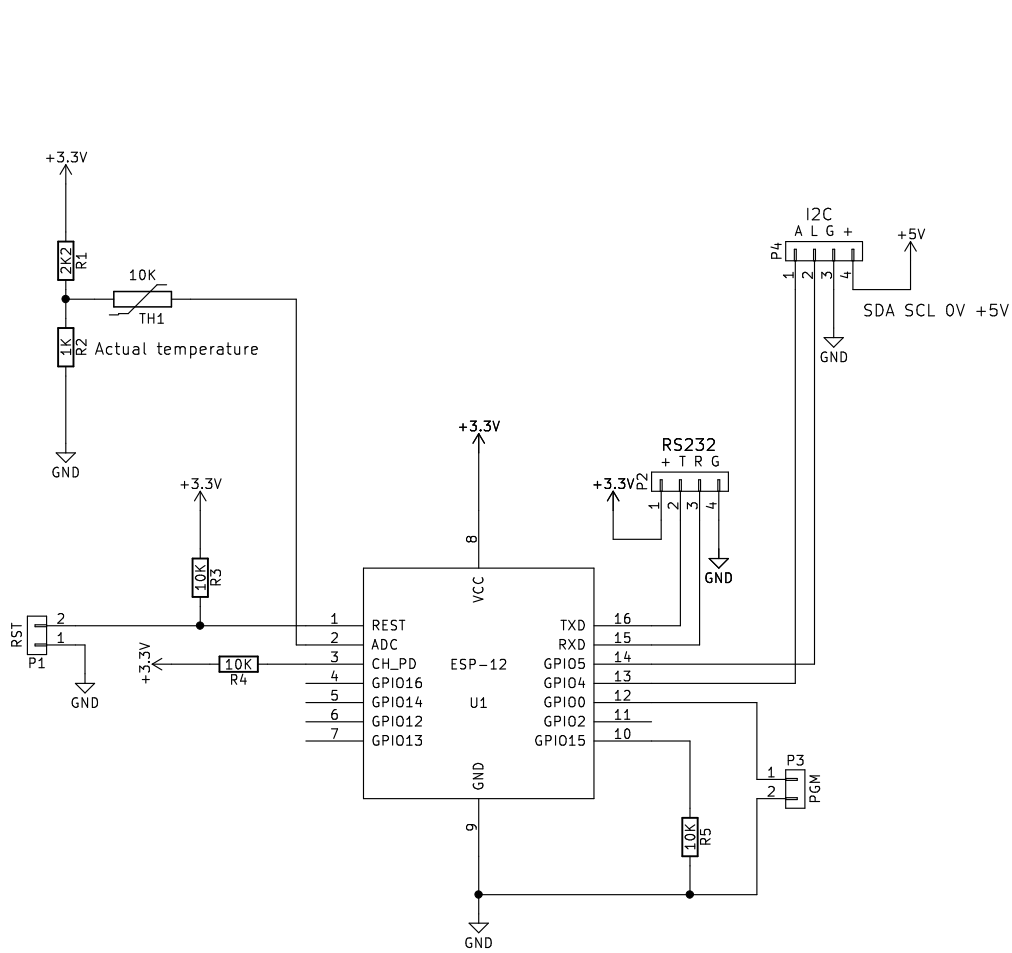 +3.3V
2K2
R1
10K
TH1
1K
R2
Actual temperature
GND
I2C
A L G +
P4
1
2
3
4
+5V
SDA SCL 0V +5V
GND
+3.3V
RS232
+ T R G
P2
+3.3V
1
2
3
4
GND
+3.3V
10K
R3
RST
2
1
P1
GND
+3.3V
10K
R4
8
VCC
1 REST
2 ADC
3 CH_PD
4 GPIO16
5 GPIO14
6 GPIO12
7 GPIO13
ESP-12
U1
TXD 16
RXD 15
GPIO5 14
GPIO4 13
GPIO0 12
GPIO2 11
GPIO15 10
GND
9
P3
1
2
PGM
10K
R5
GND